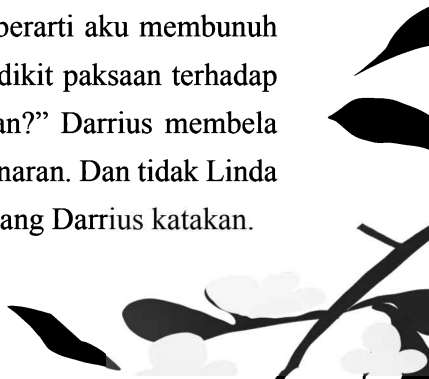 berarti aku membunuh
dikit paksaan terhadap
an?” Darrius membela
naran. Dan tidak Linda
ang Darrius katakan.